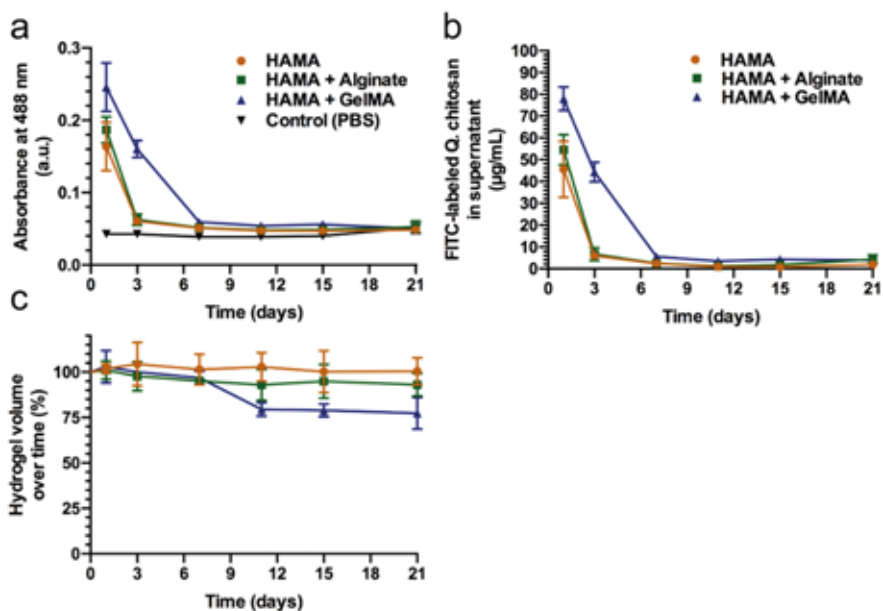 a
0.3
0.2
0.1
0.0
Absorbance at 488 nm
(a.u.)
HAMA
HAMA + Alginate
HAMA + GelMA
Control (PBS)
0 3 6 9 12 15 18 21
Time (days)
b
100
90
80
70
60
50
40
30
20
10
0
FITC-labeled Q. chitosan
in supernatant
(µg/mL)
HAMA
HAMA + Alginate
HAMA + GelMA
0 3 6 9 12 15 18 21
Time (days)
c
100
75
50
25
0
Hydrogel volume
over time (%)
0 3 6 9 12 15 18 21
Time (days)